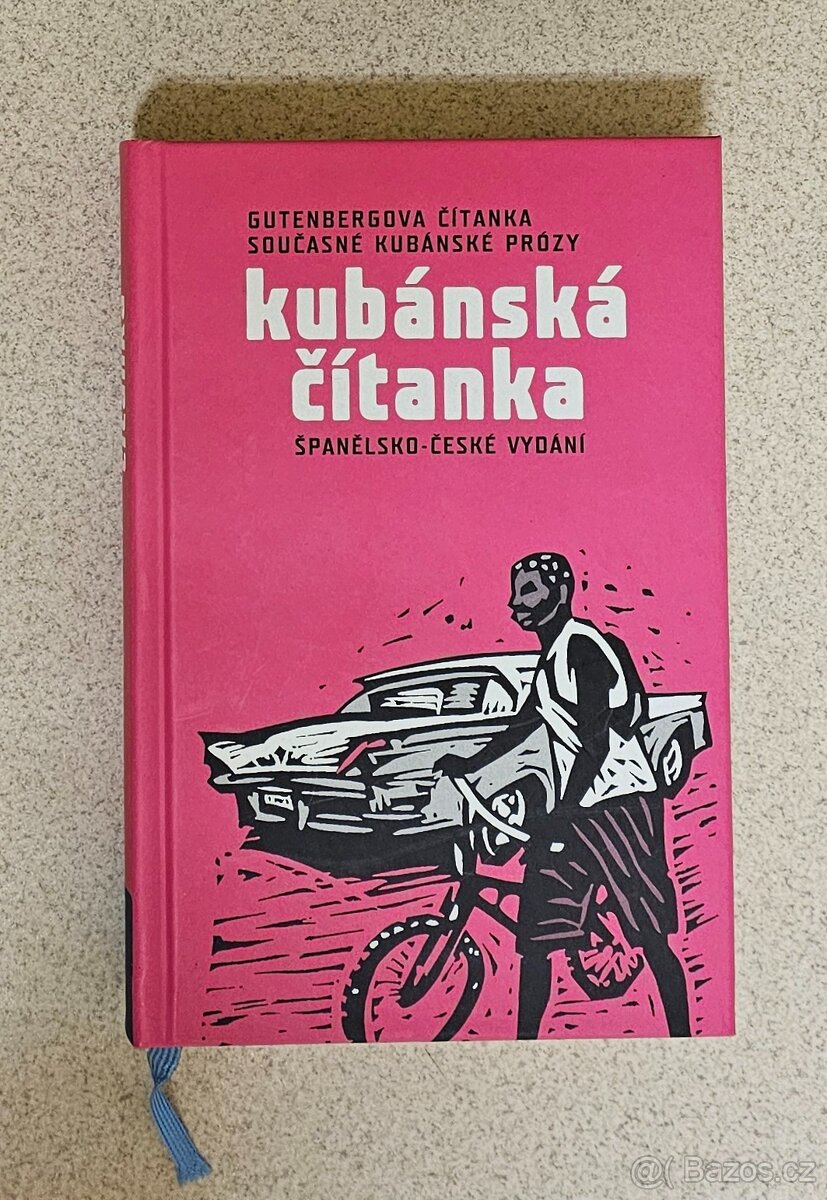 GUTENBERGOVA ČÍTANKA
SOUČASNÉ KUBÁNSKÉ PRÓZY
kubánská
čítanka
ŠPANĚLSKO-ČESKÉ VYDÁNÍ
@( Bazos.cz